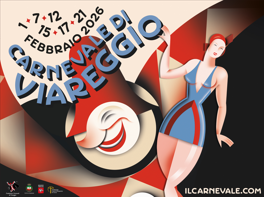 1 • 7 • 12
15 • 17 • 21
FEBBRAIO 2026
CARNEVALE DI
VIAREGGIO
ILCARNEVALE.COM